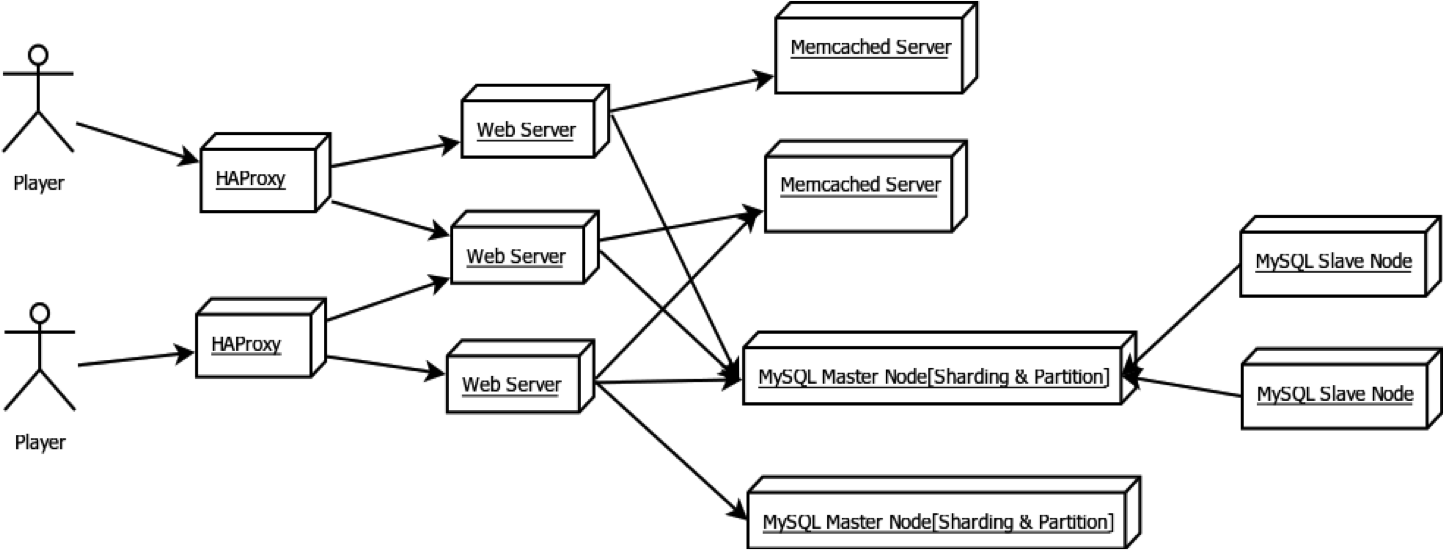 Memcached Server
Web Server
Player
HAProxy
Memcached Server
Web Server
MySQL Slave Node
HAProxy
Web Server
MySQL Master Node[Sharding & Partition]
MySQL Slave Node
Player
MySQL Master Node[Sharding & Partition]